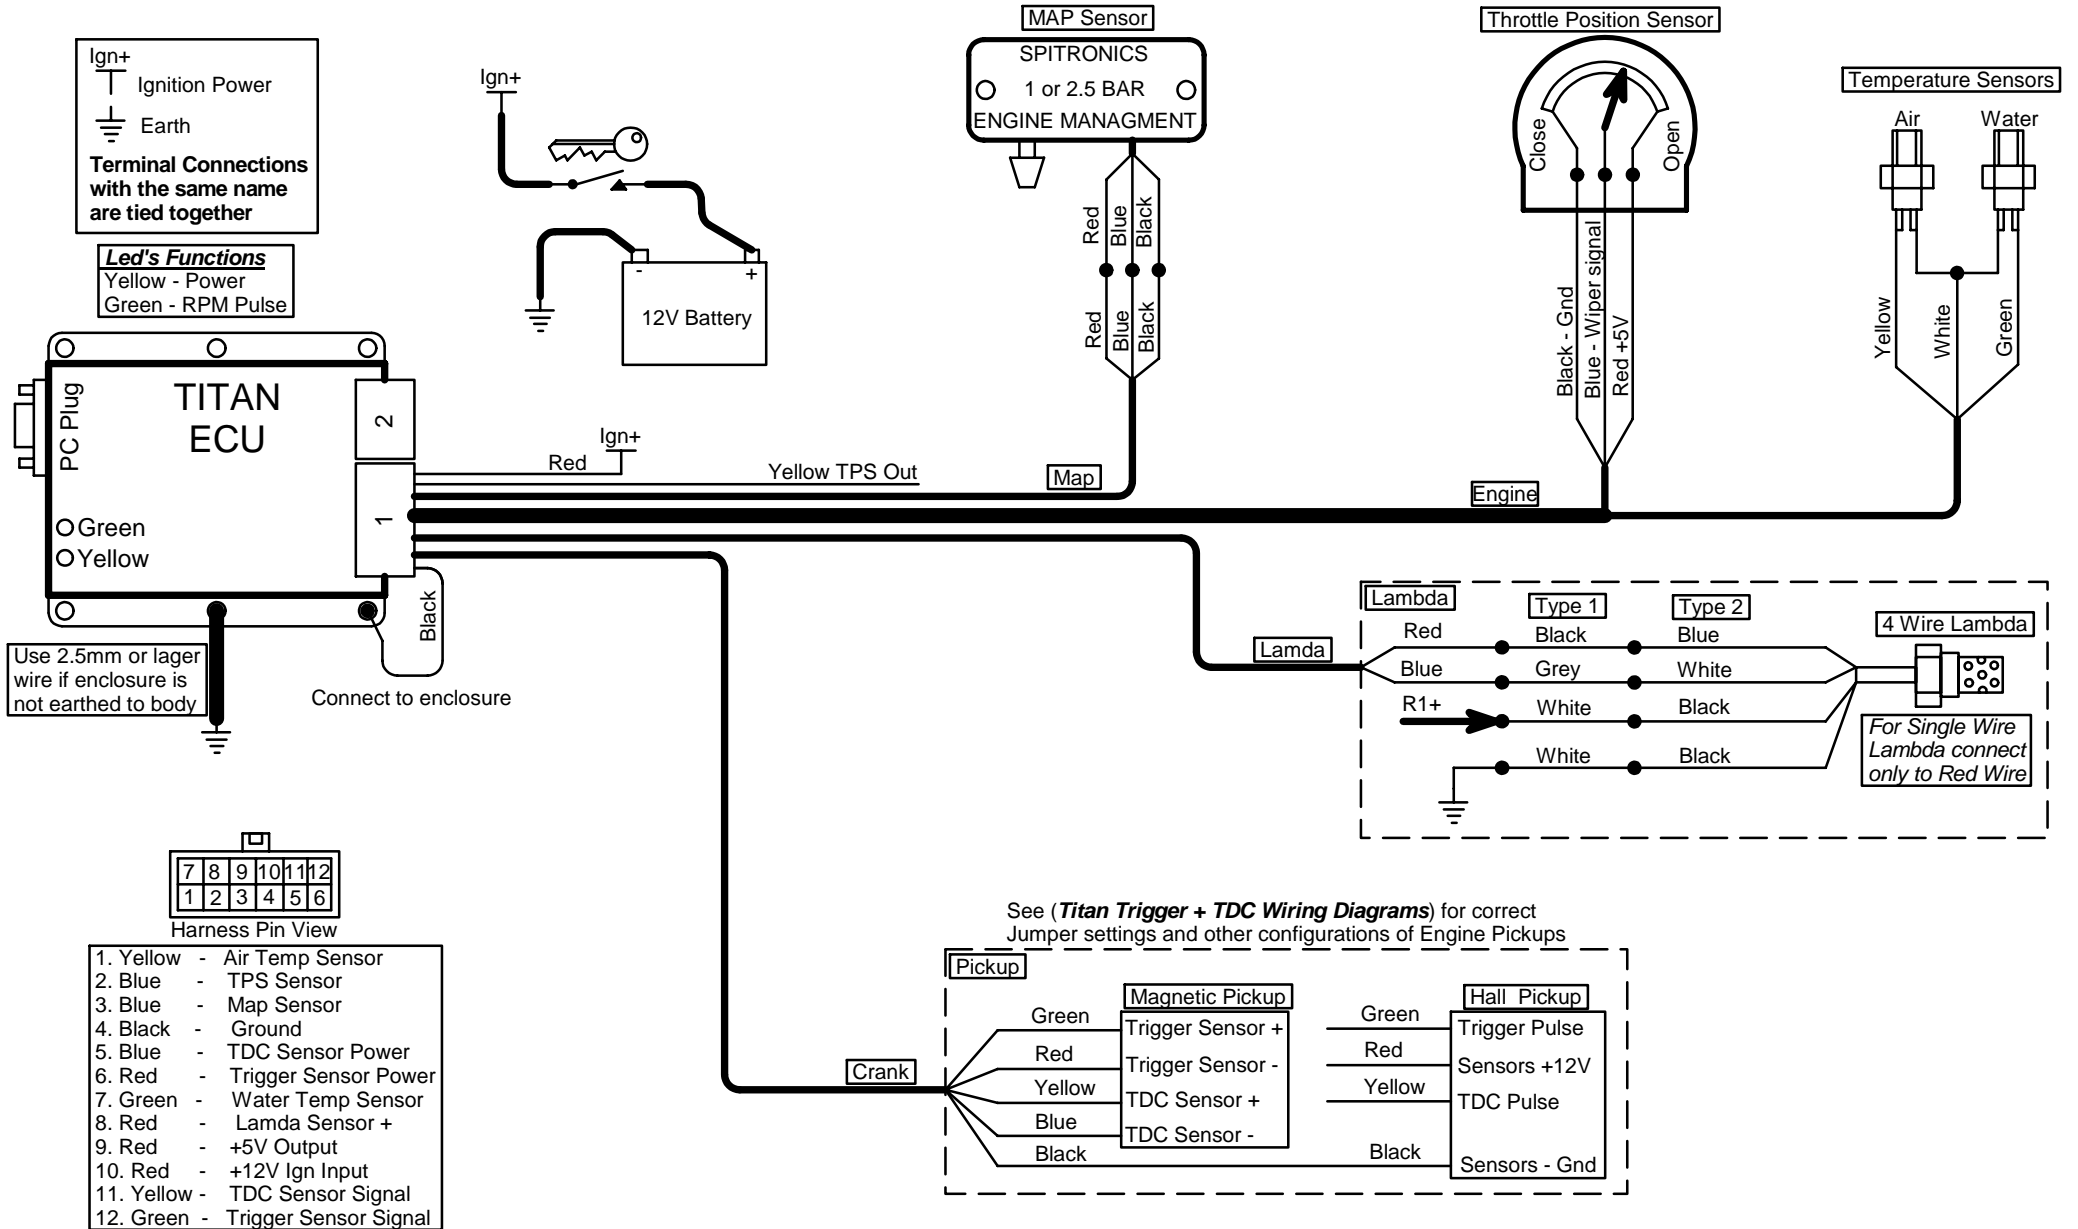 Ign+
Ignition Power
Earth
Terminal Connections
with the same name
are tied together
Led's Functions
Yellow - Power
Green - RPM Pulse
Ign+
- +
12V Battery
MAP Sensor
SPITRONICS
1 or 2.5 BAR
ENGINE MANAGMENT
Red
Blue
Black
Red
Blue
Black
Throttle Position Sensor
Close
Open
Black - Gnd
Blue - Wiper signal
Red +5V
Temperature Sensors
Air
Water
Yellow
White
Green
PC Plug
TITAN
ECU
2
1
Green
Yellow
Red
Ign+
Yellow TPS Out
Map
Engine
Black
Use 2.5mm or lager
wire if enclosure is
not earthed to body
Connect to enclosure
Lamda
Lambda
Type 1
Type 2
4 Wire Lambda
Red
Black
Blue
Blue
Grey
White
R1+
White
Black
White
Black
For Single Wire
Lambda connect
only to Red Wire
7 8 9 10 11 12
1 2 3 4 5 6
Harness Pin View
1. Yellow - Air Temp Sensor
2. Blue - TPS Sensor
3. Blue - Map Sensor
4. Black - Ground
5. Blue - TDC Sensor Power
6. Red - Trigger Sensor Power
7. Green - Water Temp Sensor
8. Red - Lamda Sensor +
9. Red - +5V Output
10. Red - +12V Ign Input
11. Yellow - TDC Sensor Signal
12. Green - Trigger Sensor Signal
See (Titan Trigger + TDC Wiring Diagrams) for correct
Jumper settings and other configurations of Engine Pickups
Pickup
Crank
Magnetic Pickup
Green
Trigger Sensor +
Red
Trigger Sensor -
Yellow
TDC Sensor +
Blue
TDC Sensor -
Black
Hall Pickup
Green
Trigger Pulse
Red
Sensors +12V
Yellow
TDC Pulse
Black
Sensors - Gnd